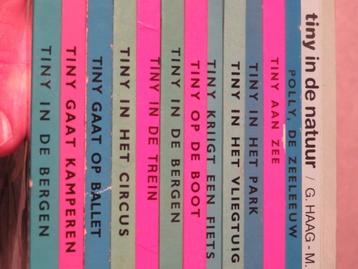 TINY IN DE BERGEN
TINY GAAT KAMPEREN
TINY GAAT OP BALLET
TINY IN HET CIRCUS
TINY IN DE TREIN
TINY IN DE BERGEN
TINY OP DE BOOT
TINY KRIJGT EEN FIETS
TINY IN HET VLIEGTUIG
TINY IN HET PARK
TINY AAN ZEE
POLLY, DE ZEELEEUW
tiny in de natuur / G. HAAG - M.